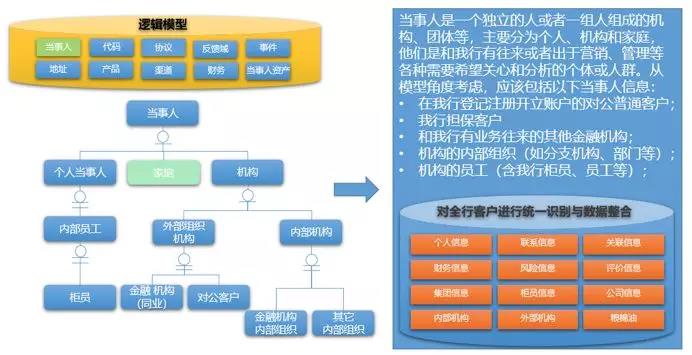 逻辑模型
当事人 代码 协议 反馈域 事件
地址 产品 渠道 财务 当事人资产
当事人
个人当事人 家庭 机构
内部员工
外部组织
机构
内部机构
柜员
金融 机构
(同业)
对公客户
金融机构
内部组织
其它
内部组织
当事人是一个独立的人或者一组人组成的机
构、团体等，主要分为个人、机构和家庭，
他们是和我行有往来或者出于营销、管理等
各种需要希望关心和分析的个体或人群。从
模型角度考虑，应该包括以下当事人信息：
• 在我行登记注册开立账户的对公普通客户；
• 我行担保客户
• 和我行有业务往来的其他金融机构；
• 机构的内部组织（如分支机构、部门等）；
• 机构的员工（含我行柜员、员工等）；
对全行客户进行统一识别与数据整合
个人信息 联系信息 关联信息
财务信息 风险信息 评价信息
集团信息 柜员信息 公司信息
内部机构 外部机构 粮棉油